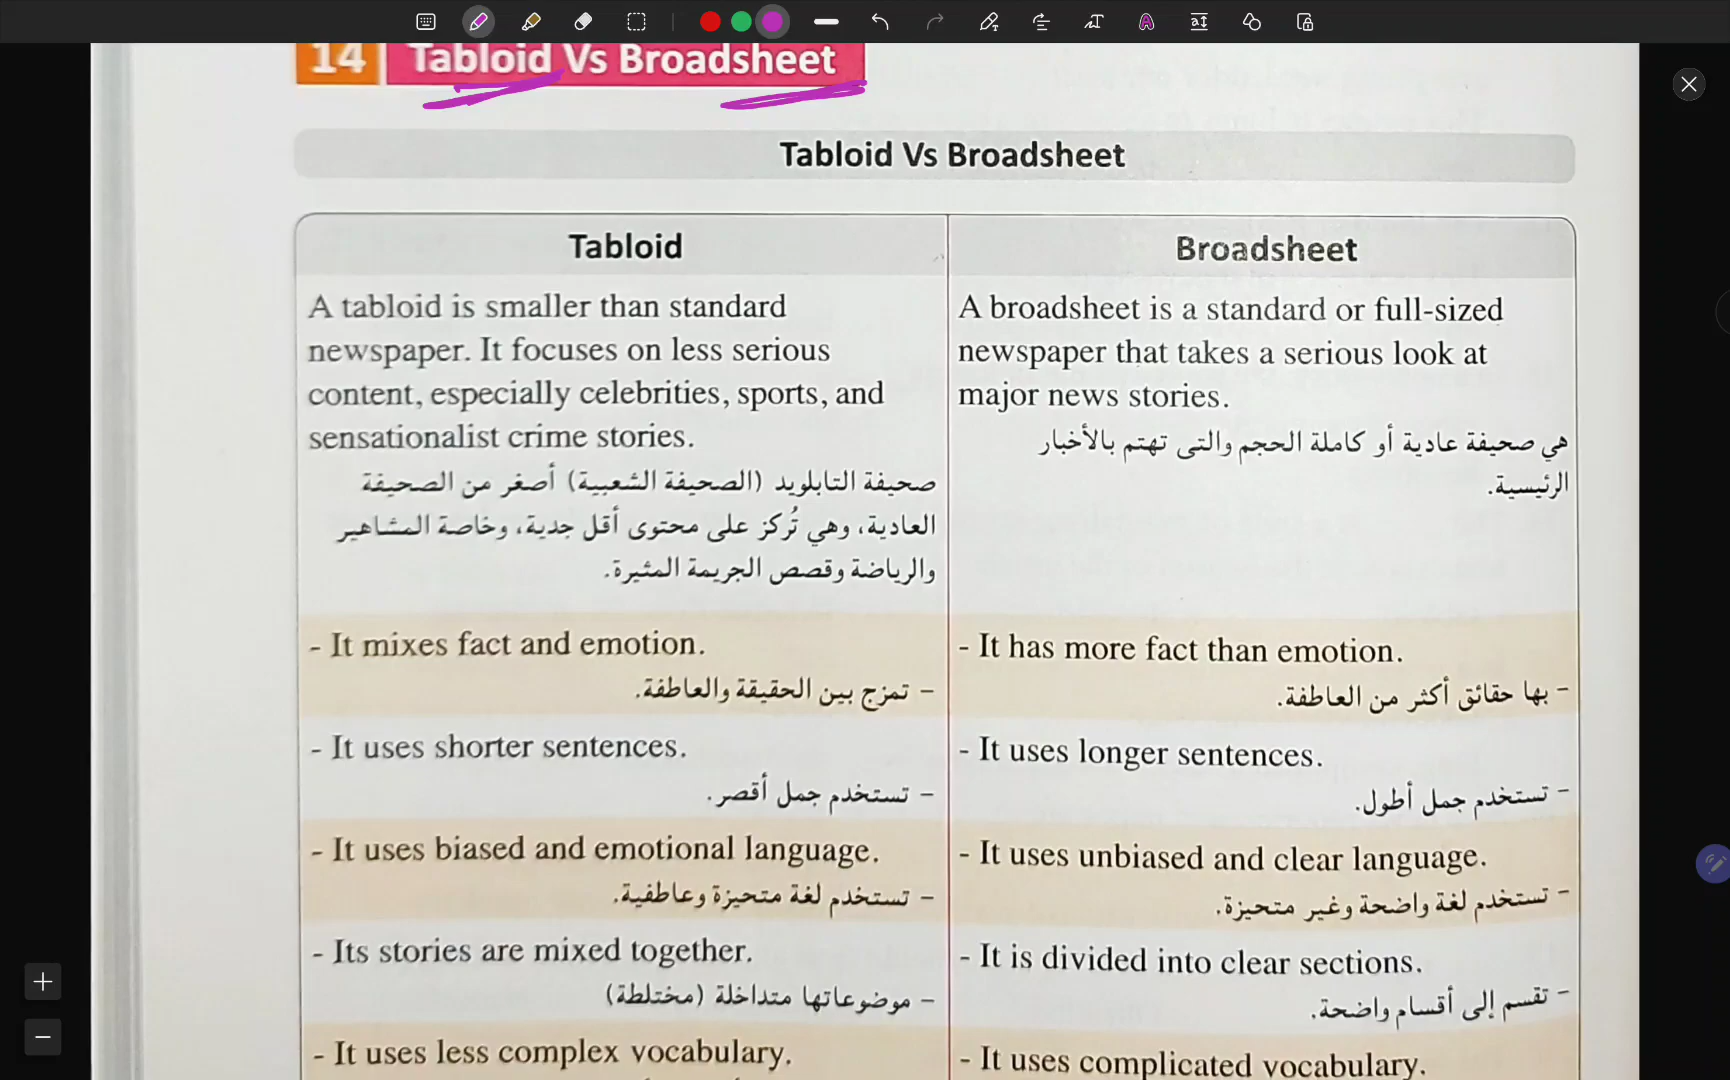 14 Tabloid Vs Broadsheet
Tabloid Vs Broadsheet
Tabloid
A tabloid is smaller than standard
newspaper. It focuses on less serious
content, especially celebrities, sports, and
sensationalist crime stories.
صحيفة التابلويد (الصحيفة الشعبية) أصغر من الصحيفة
العادية، وهي تُركز على محتوى أقل جدية، وخاصة المشاهير
والرياضة وقصص الجريمة المثيرة.
- It mixes fact and emotion.
- تمزج بين الحقيقة والعاطفة.
- It uses shorter sentences.
- تستخدم جمل أقصر.
- It uses biased and emotional language.
- تستخدم لغة متحيزة وعاطفية.
- Its stories are mixed together.
- موضوعاتها متداخلة (مختلطة)
- It uses less complex vocabulary.
Broadsheet
A broadsheet is a standard or full-sized
newspaper that takes a serious look at
major news stories.
هي صحيفة عادية أو كاملة الحجم والتى تهتم بالأخبار
الرئيسية.
- It has more fact than emotion.
- بها حقائق أكثر من العاطفة.
- It uses longer sentences.
- تستخدم جمل أطول.
- It uses unbiased and clear language.
- تستخدم لغة واضحة وغير متحيزة.
- It is divided into clear sections.
- تقسم إلى أقسام واضحة.
- It uses complicated vocabulary.